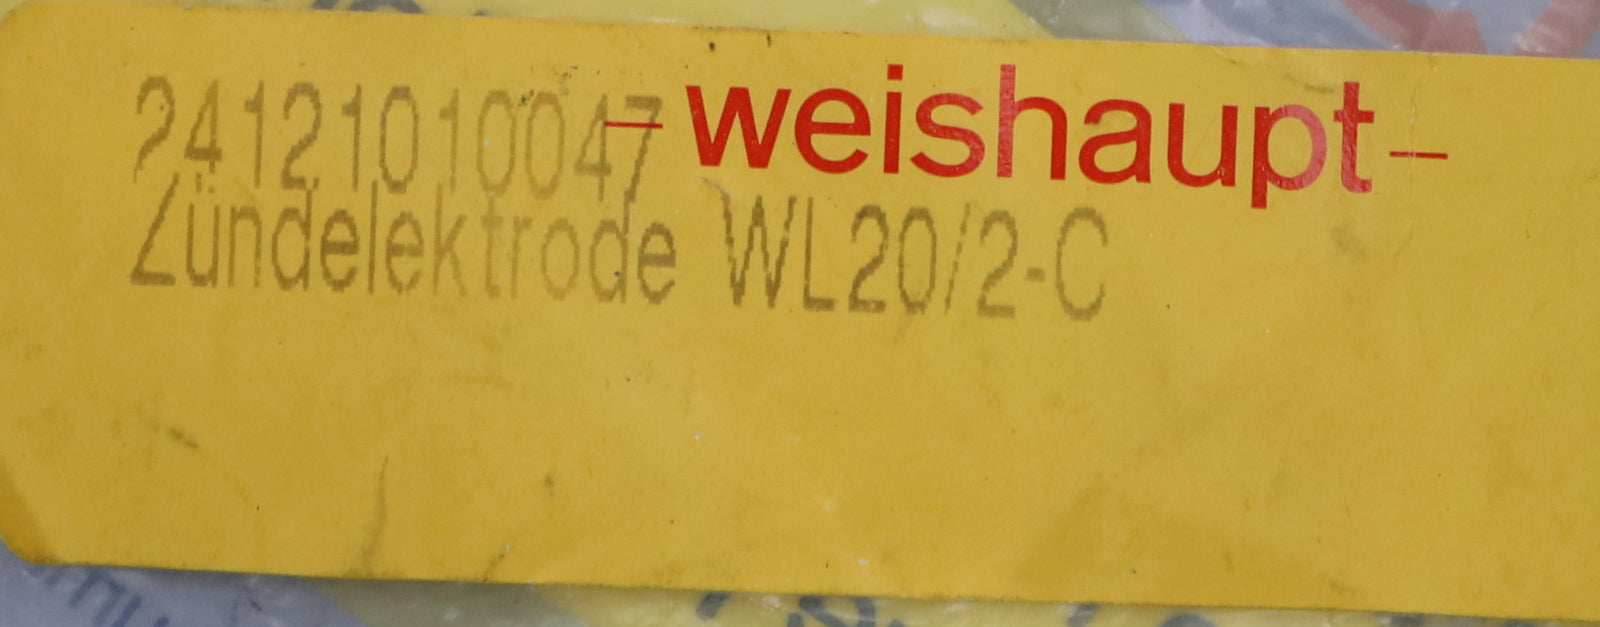 24121010047
-weishaupt-
Zündelektrode WL20/2-C